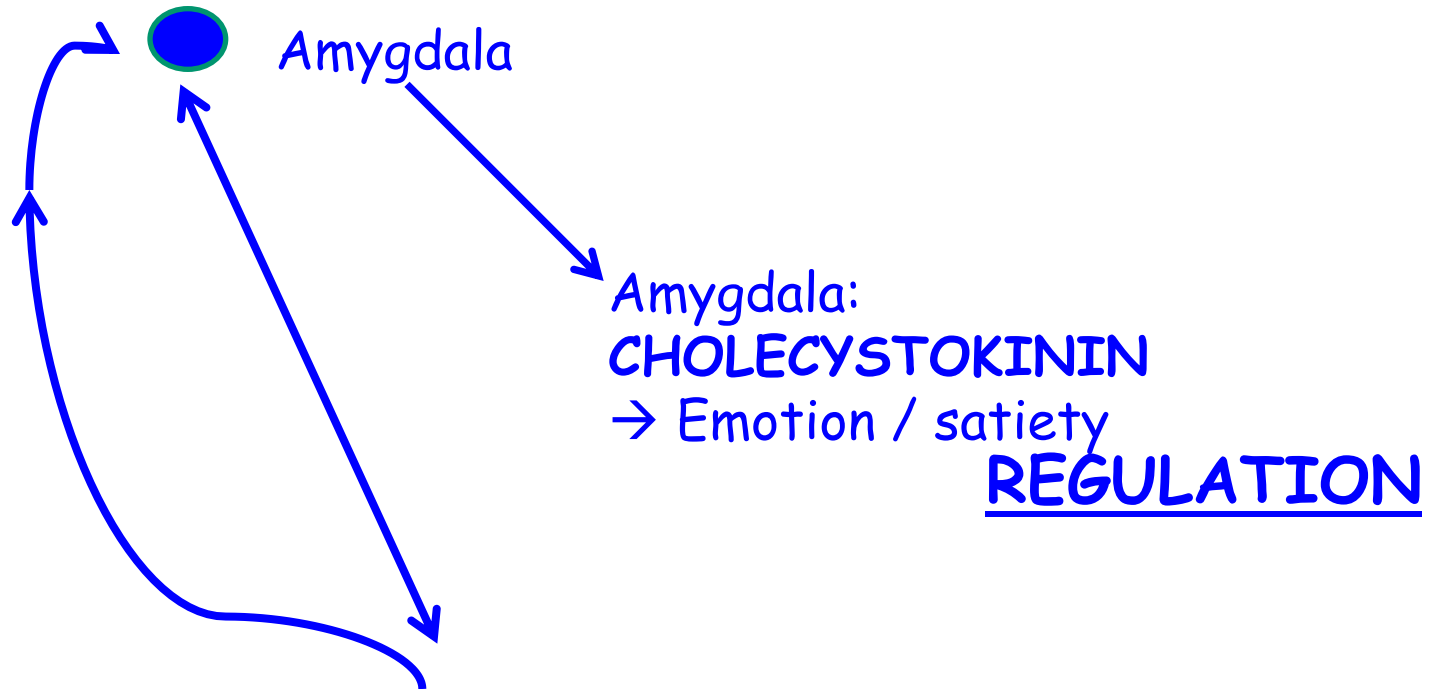 Amygdala
Amygdala:
CHOLECYSTOKININ
→ Emotion / satiety
REGULATION